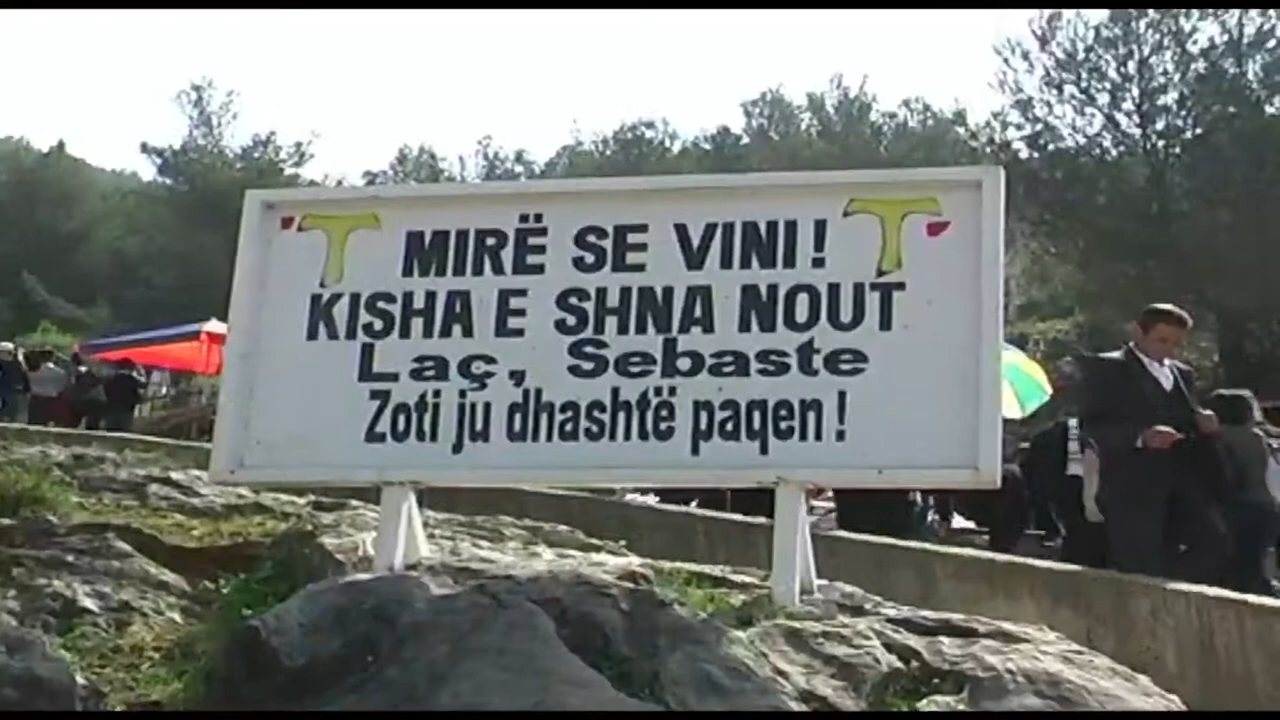 MIRË SE VINI!
KISHA E SHNA NOUT
Laç, Sebaste
Zoti ju dhashtë paqen!